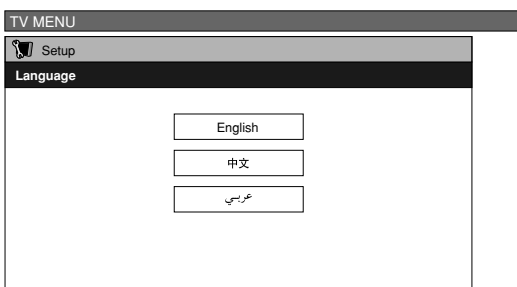 TV MENU
Setup
Language
English
中文
عربي